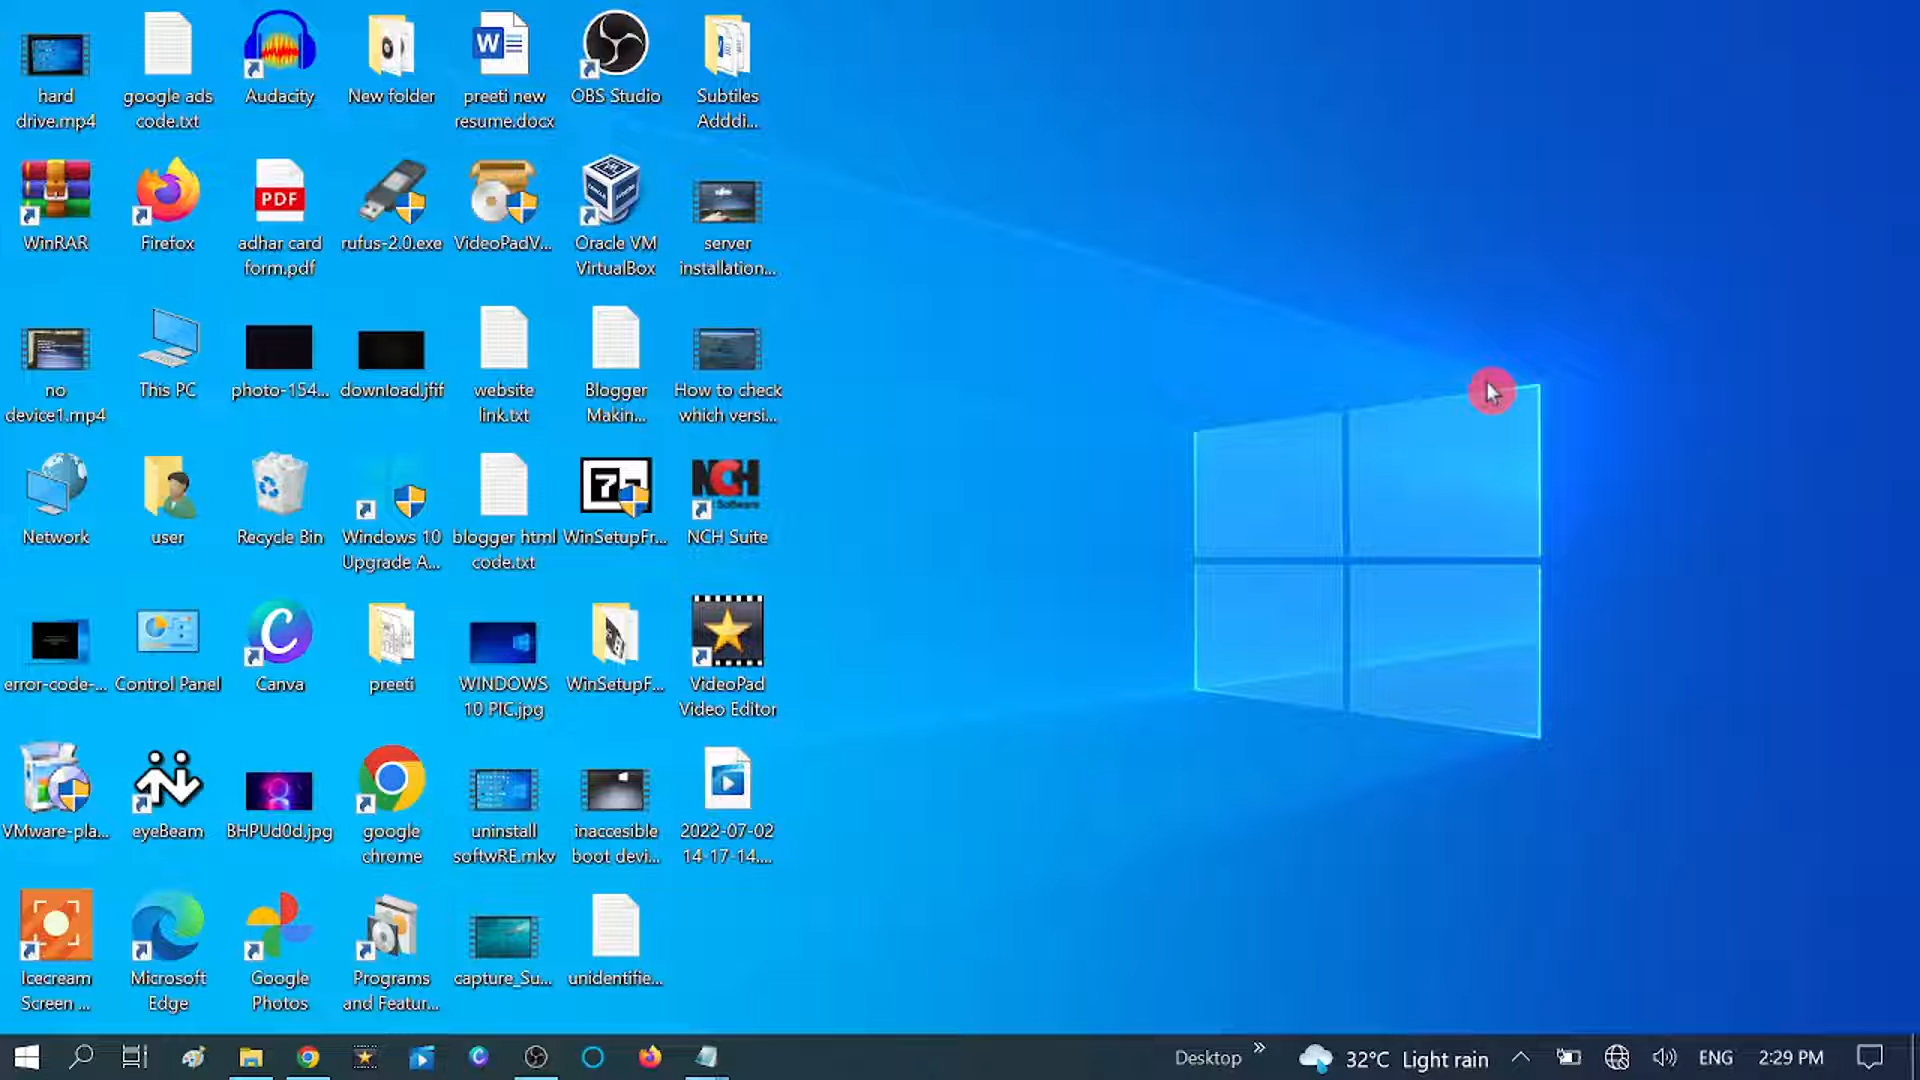 hard
drive.mp4
google ads
code.txt
Audacity
New folder
W
preeti new
resume.docx
OBS Studio
Subtiles
Adddi...
WinRAR
Firefox
PDF
adhar card
form.pdf
rufus-2.0.exe
VideoPadV...
Oracle VM
VirtualBox
server
installation...
no
device1.mp4
This PC
photo-154...
download.jfif
website
link.txt
Blogger
Makin...
How to check
which versi...
Network
user
Recycle Bin
Windows 10
Upgrade A...
blogger html
code.txt
WinSetupFr...
NCH
Software
NCH Suite
error-code-...
Control Panel
Canva
preeti
WINDOWS
10 PIC.jpg
WinSetupF...
VideoPad
Video Editor
VMware-pla...
eyeBeam
BHPUd0d.jpg
google
chrome
uninstall
softwRE.mkv
inaccesible
boot devi...
2022-07-02
14-17-14....
Icecream
Screen ...
Microsoft
Edge
Google
Photos
Programs
and Featur...
capture_Su...
unidentifie...
Desktop
32°C Light rain
ENG
2:29 PM